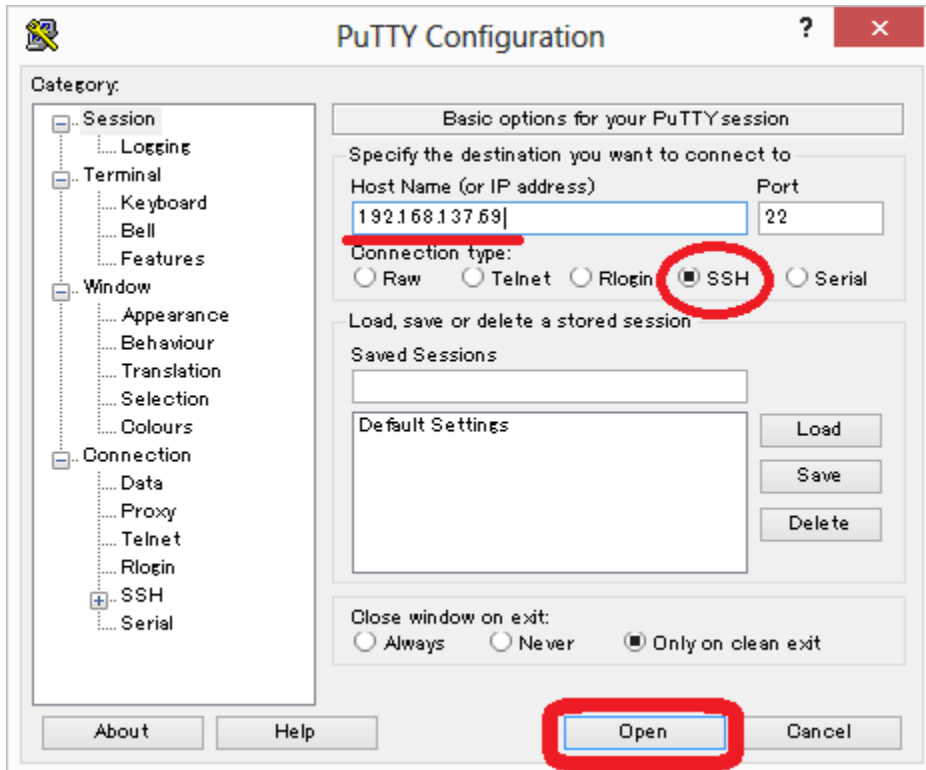 PuTTY Configuration
?
×
Category:
Session
Logging
Terminal
Keyboard
Bell
Features
Window
Appearance
Behaviour
Translation
Selection
Colours
Connection
Data
Proxy
Telnet
Rlogin
SSH
Serial
Basic options for your PuTTY session
Specify the destination you want to connect to
Host Name (or IP address) Port
192.168.137.69 22
Connection type:
Raw Telnet Rlogin SSH Serial
Load, save or delete a stored session
Saved Sessions
Default Settings
Load
Save
Delete
Close window on exit:
Always Never Only on clean exit
About Help Open Cancel